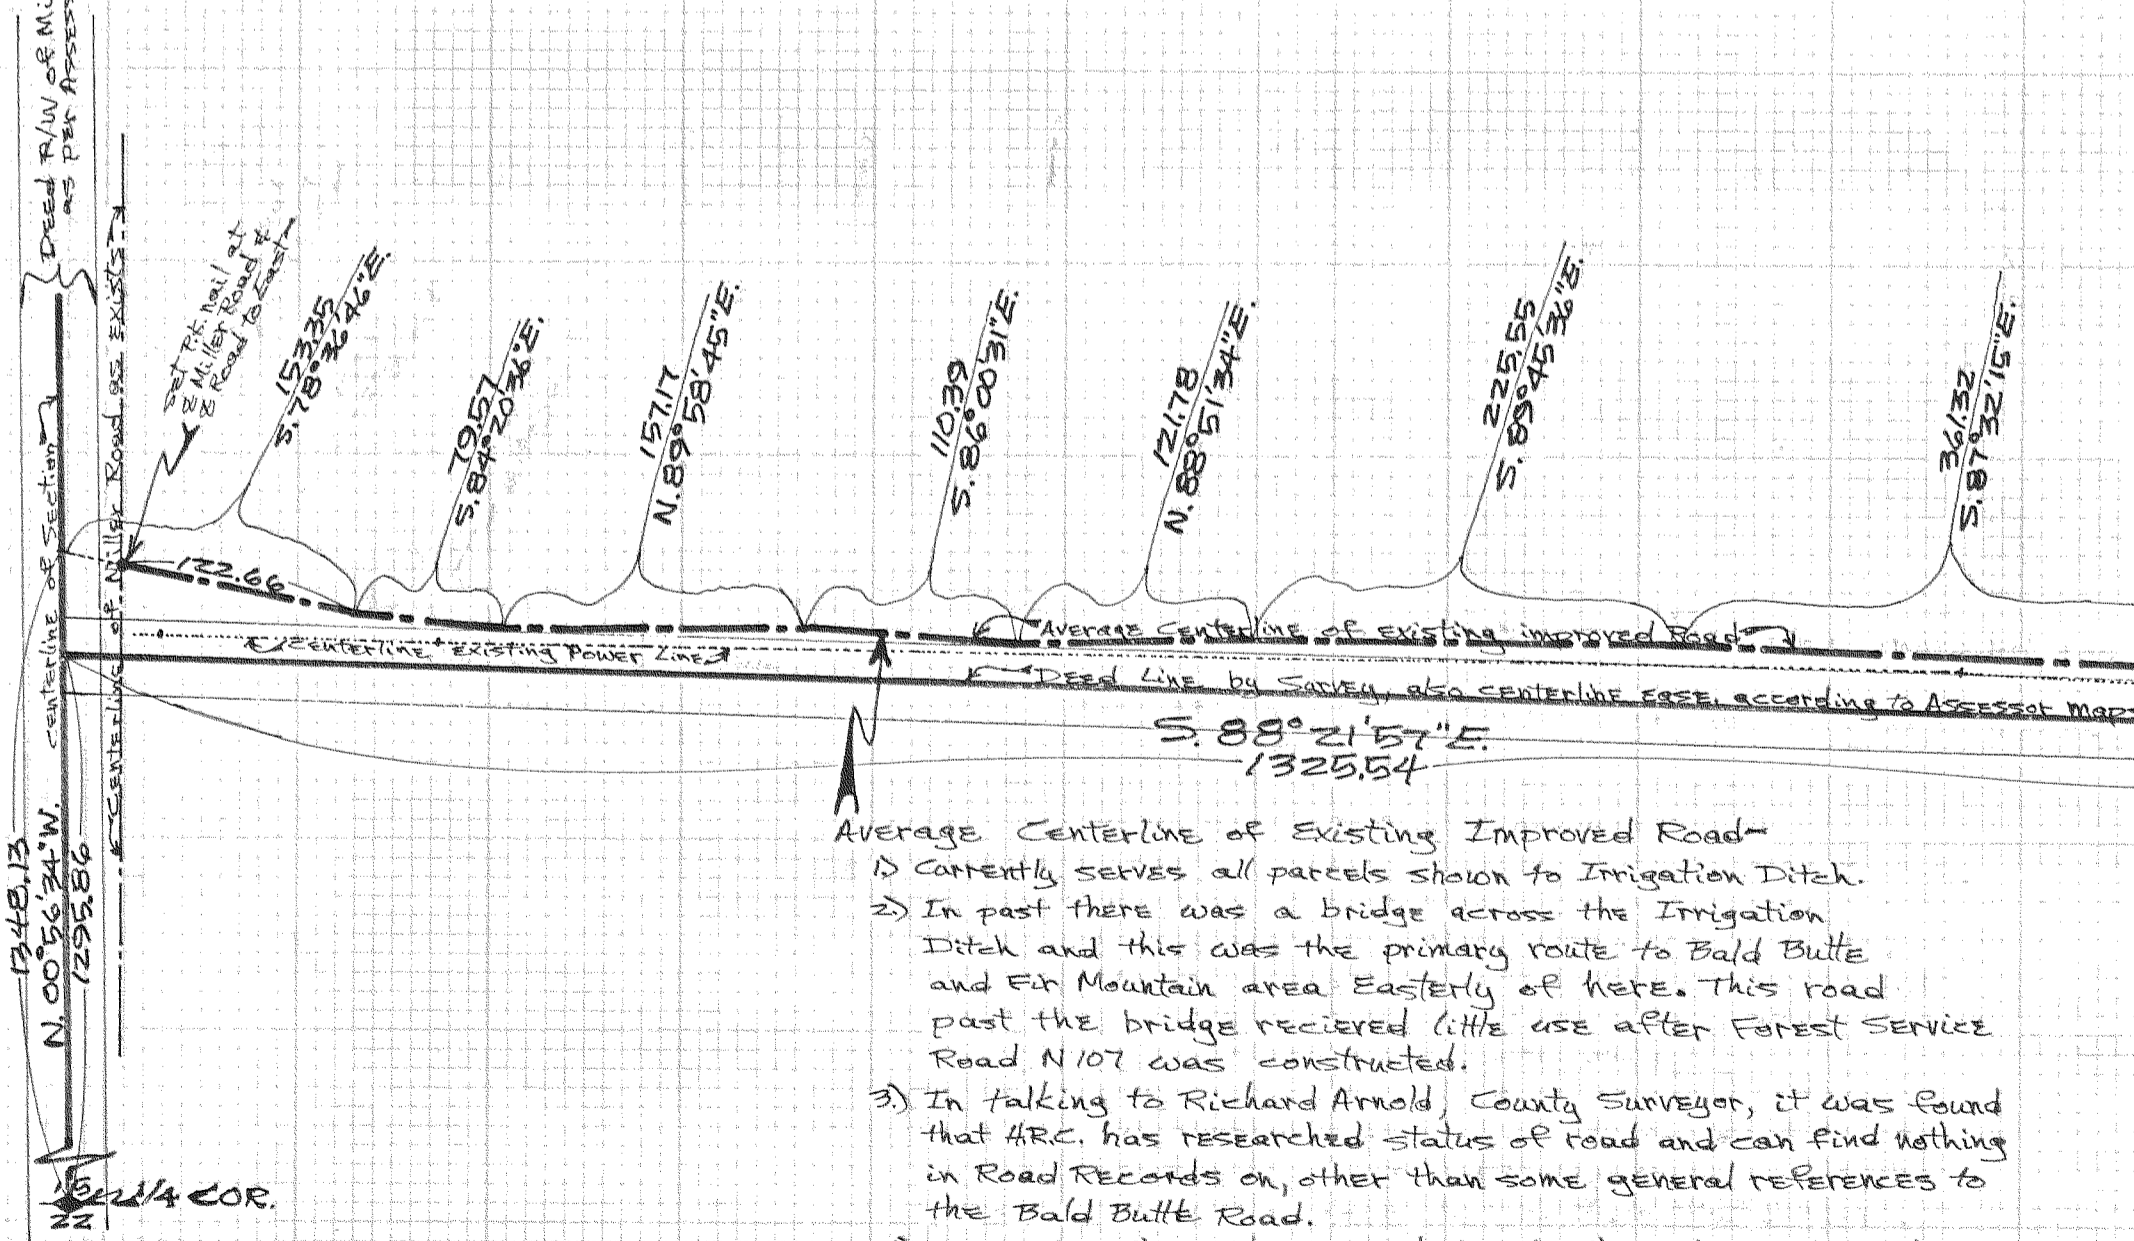 DEED R/W of Mi
as per Assess
Centerline of Miller Road as exists
centerline of Section
Set P.K. nail at
℄ Miller Road &
℄ Road to East
153.35
S. 78° 36' 46" E.
79.57
S. 84° 20' 36" E.
157.17
N. 89° 58' 45" E.
110.39
S. 86° 00' 31" E.
121.78
N. 88° 51' 34" E.
225.55
S. 89° 45' 36" E.
361.32
S. 87° 32' 15" E.
122.66
Average Centerline of existing improved Road
Centerline Existing Power Line
Deed Line by Survey, also centerline ease. according to Assessor maps
S. 88° 21' 57" E.
1325.54
1348.13
N. 00° 56' 34" W.
1295.86
Average Centerline of Existing Improved Road-
1.) Currently serves all parcels shown to Irrigation Ditch.
2.) In past there was a bridge across the Irrigation
Ditch and this was the primary route to Bald Butte
and Fir Mountain area Easterly of here. This road
past the bridge recieved little use after Forest Service
Road N107 was constructed.
3.) In talking to Richard Arnold, County Surveyor, it was found
that H.R.C. has researched status of road and can find nothing
in Road Records on, other than some general references to
the Bald Butte Road.
1/4 COR.
15
22